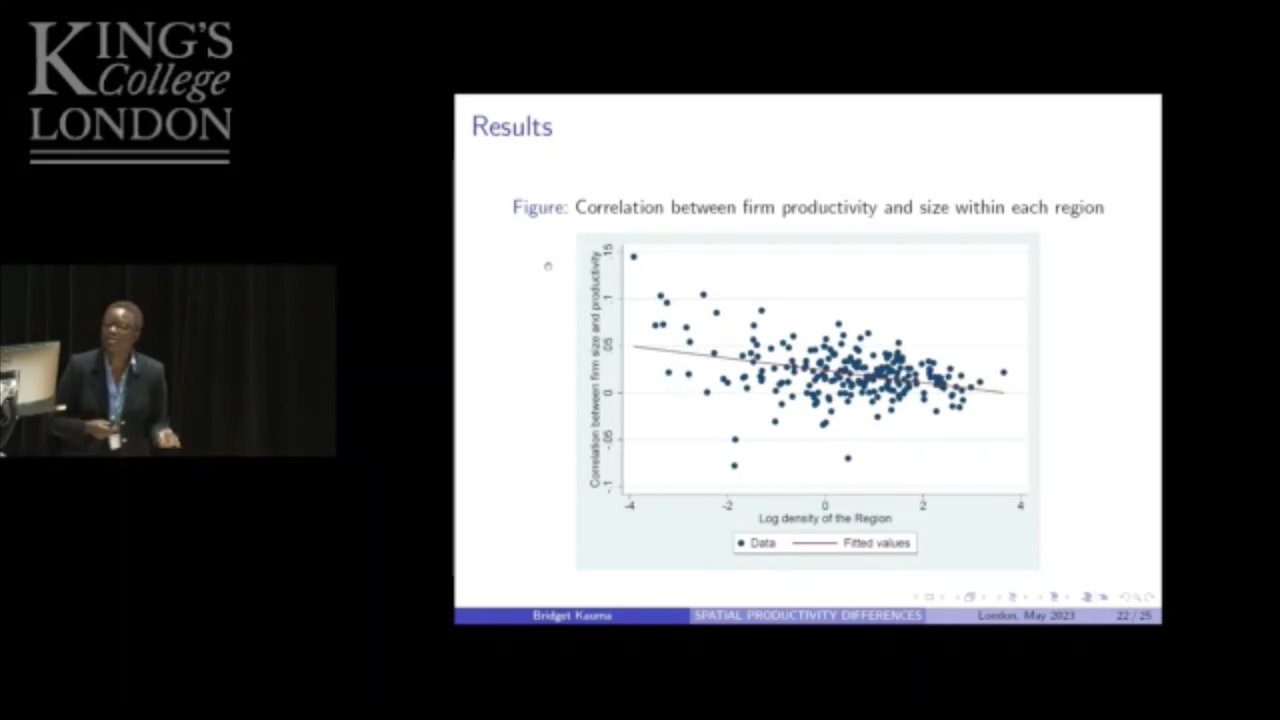 KING'S
College
LONDON
Results
Figure: Correlation between firm productivity and size within each region
Correlation between firm size and productivity
.15
.1
.05
0
-.05
-.1
-4
-2
0
2
4
Log density of the Region
Data
Fitted values
Bridget Kauma
SPATIAL PRODUCTIVITY DIFFERENCES
London, May 2023
22 / 25